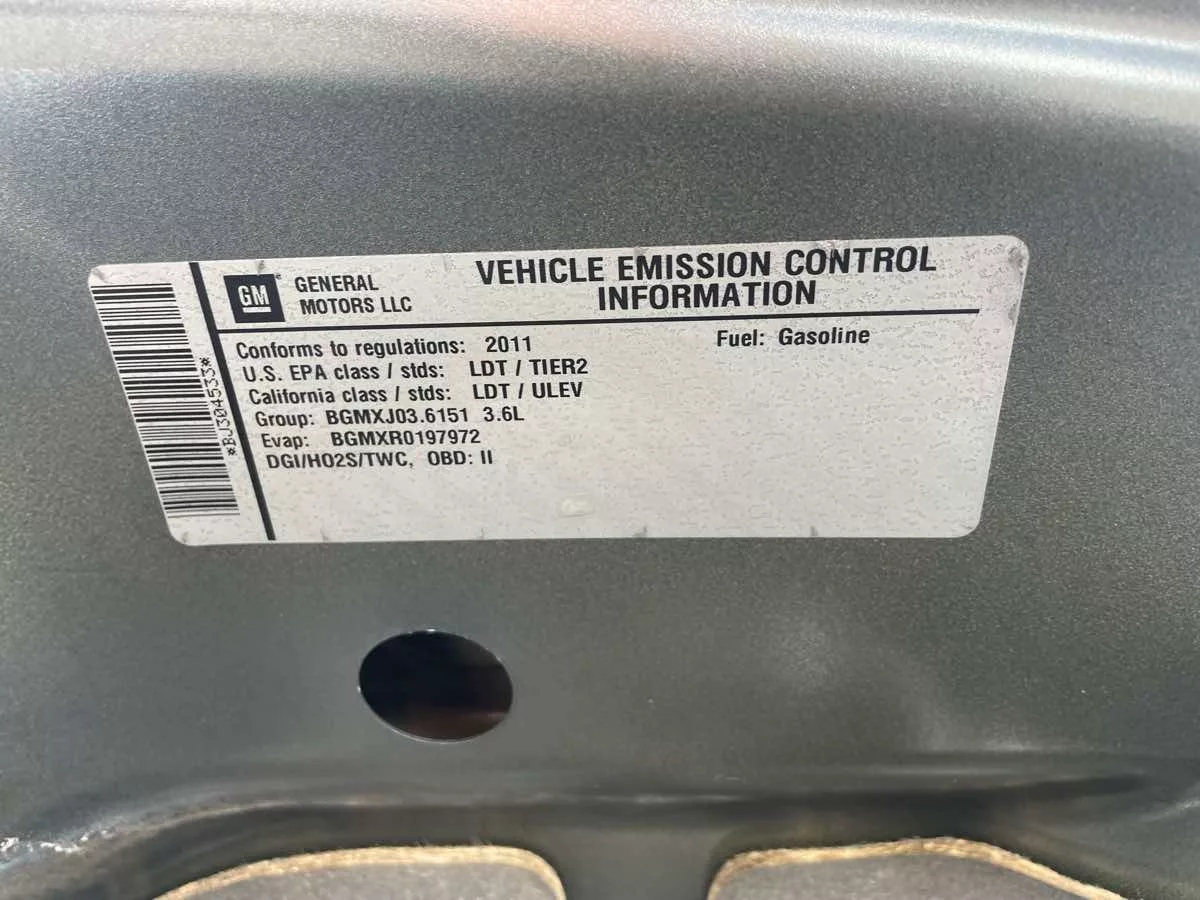 GM GENERAL MOTORS LLC
VEHICLE EMISSION CONTROL
INFORMATION
Conforms to regulations: 2011
Fuel: Gasoline
U.S. EPA class / stds: LDT / TIER2
California class / stds: LDT / ULEV
Group: BGMXJ03.6151 3.6L
Evap: BGMXR0197972
DGI/HO2S/TWC, OBD: II
*BJ304533*